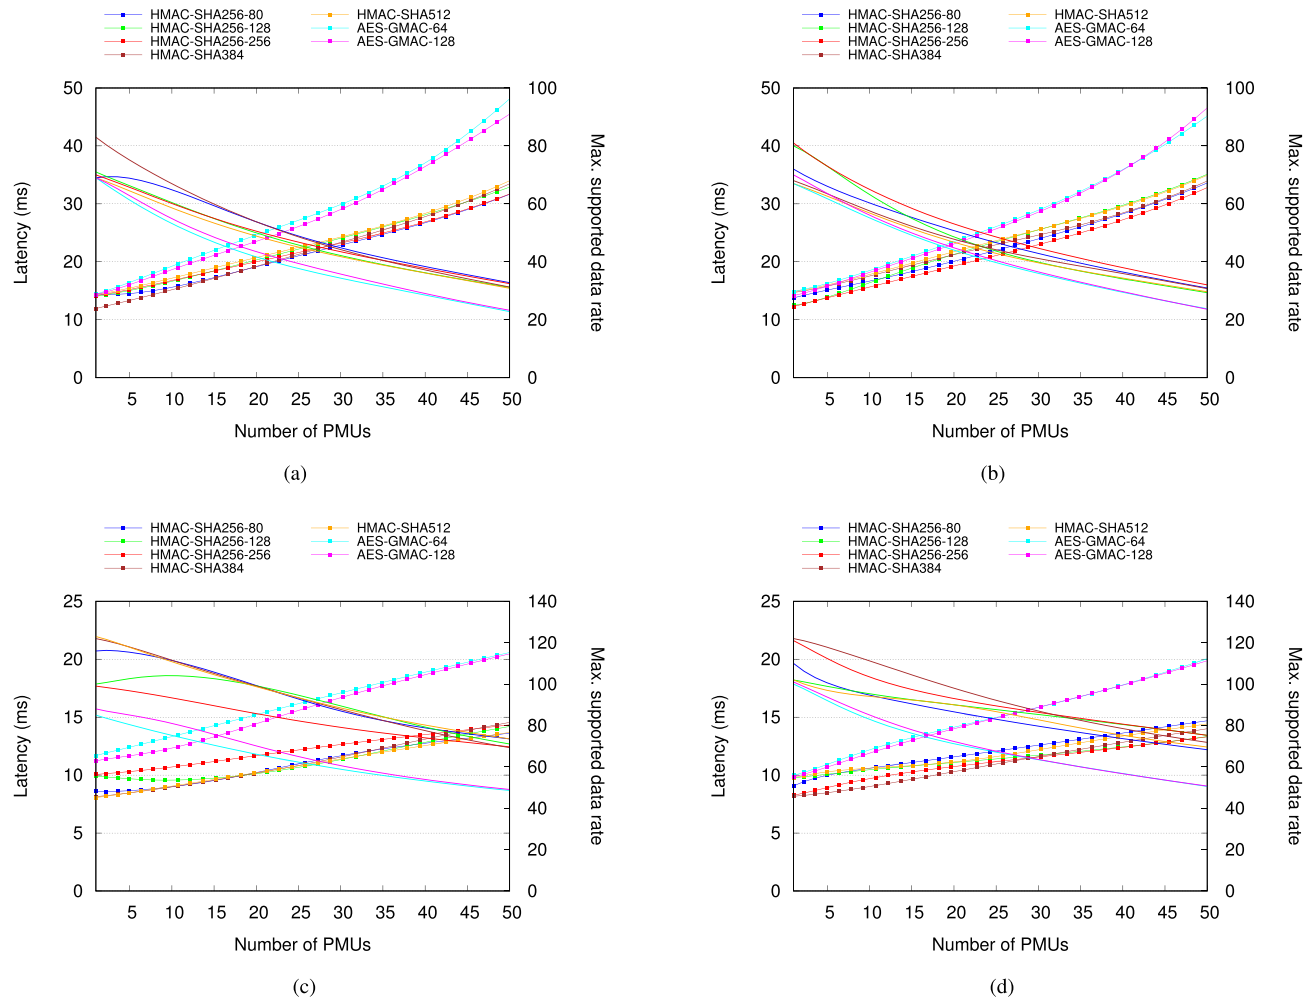 HMAC-SHA256-80
HMAC-SHA256-128
HMAC-SHA256-256
HMAC-SHA384
HMAC-SHA512
AES-GMAC-64
AES-GMAC-128
50
40
30
20
10
0
Latency (ms)
100
80
60
40
20
0
Max. supported data rate
5 10 15 20 25 30 35 40 45 50
Number of PMUs
(a)
HMAC-SHA256-80
HMAC-SHA256-128
HMAC-SHA256-256
HMAC-SHA384
HMAC-SHA512
AES-GMAC-64
AES-GMAC-128
50
40
30
20
10
0
Latency (ms)
100
80
60
40
20
0
Max. supported data rate
5 10 15 20 25 30 35 40 45 50
Number of PMUs
(b)
HMAC-SHA256-80
HMAC-SHA256-128
HMAC-SHA256-256
HMAC-SHA384
HMAC-SHA512
AES-GMAC-64
AES-GMAC-128
25
20
15
10
5
0
Latency (ms)
140
120
100
80
60
40
20
0
Max. supported data rate
5 10 15 20 25 30 35 40 45 50
Number of PMUs
(c)
HMAC-SHA256-80
HMAC-SHA256-128
HMAC-SHA256-256
HMAC-SHA384
HMAC-SHA512
AES-GMAC-64
AES-GMAC-128
25
20
15
10
5
0
Latency (ms)
140
120
100
80
60
40
20
0
Max. supported data rate
5 10 15 20 25 30 35 40 45 50
Number of PMUs
(d)